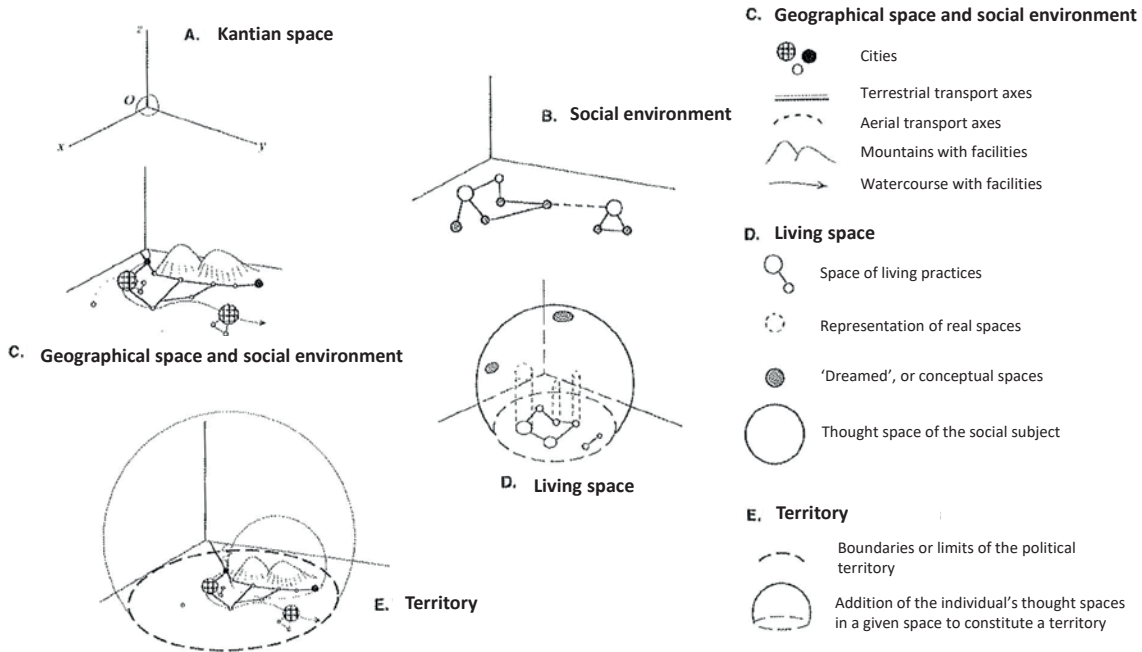 A. Kantian space
z
O
x
y
B. Social environment
C. Geographical space and social environment
D. Living space
E. Territory
C. Geographical space and social environment
Cities
Terrestrial transport axes
Aerial transport axes
Mountains with facilities
Watercourse with facilities
D. Living space
Space of living practices
Representation of real spaces
‘Dreamed’, or conceptual spaces
Thought space of the social subject
E. Territory
Boundaries or limits of the political
territory
Addition of the individual’s thought spaces
in a given space to constitute a territory